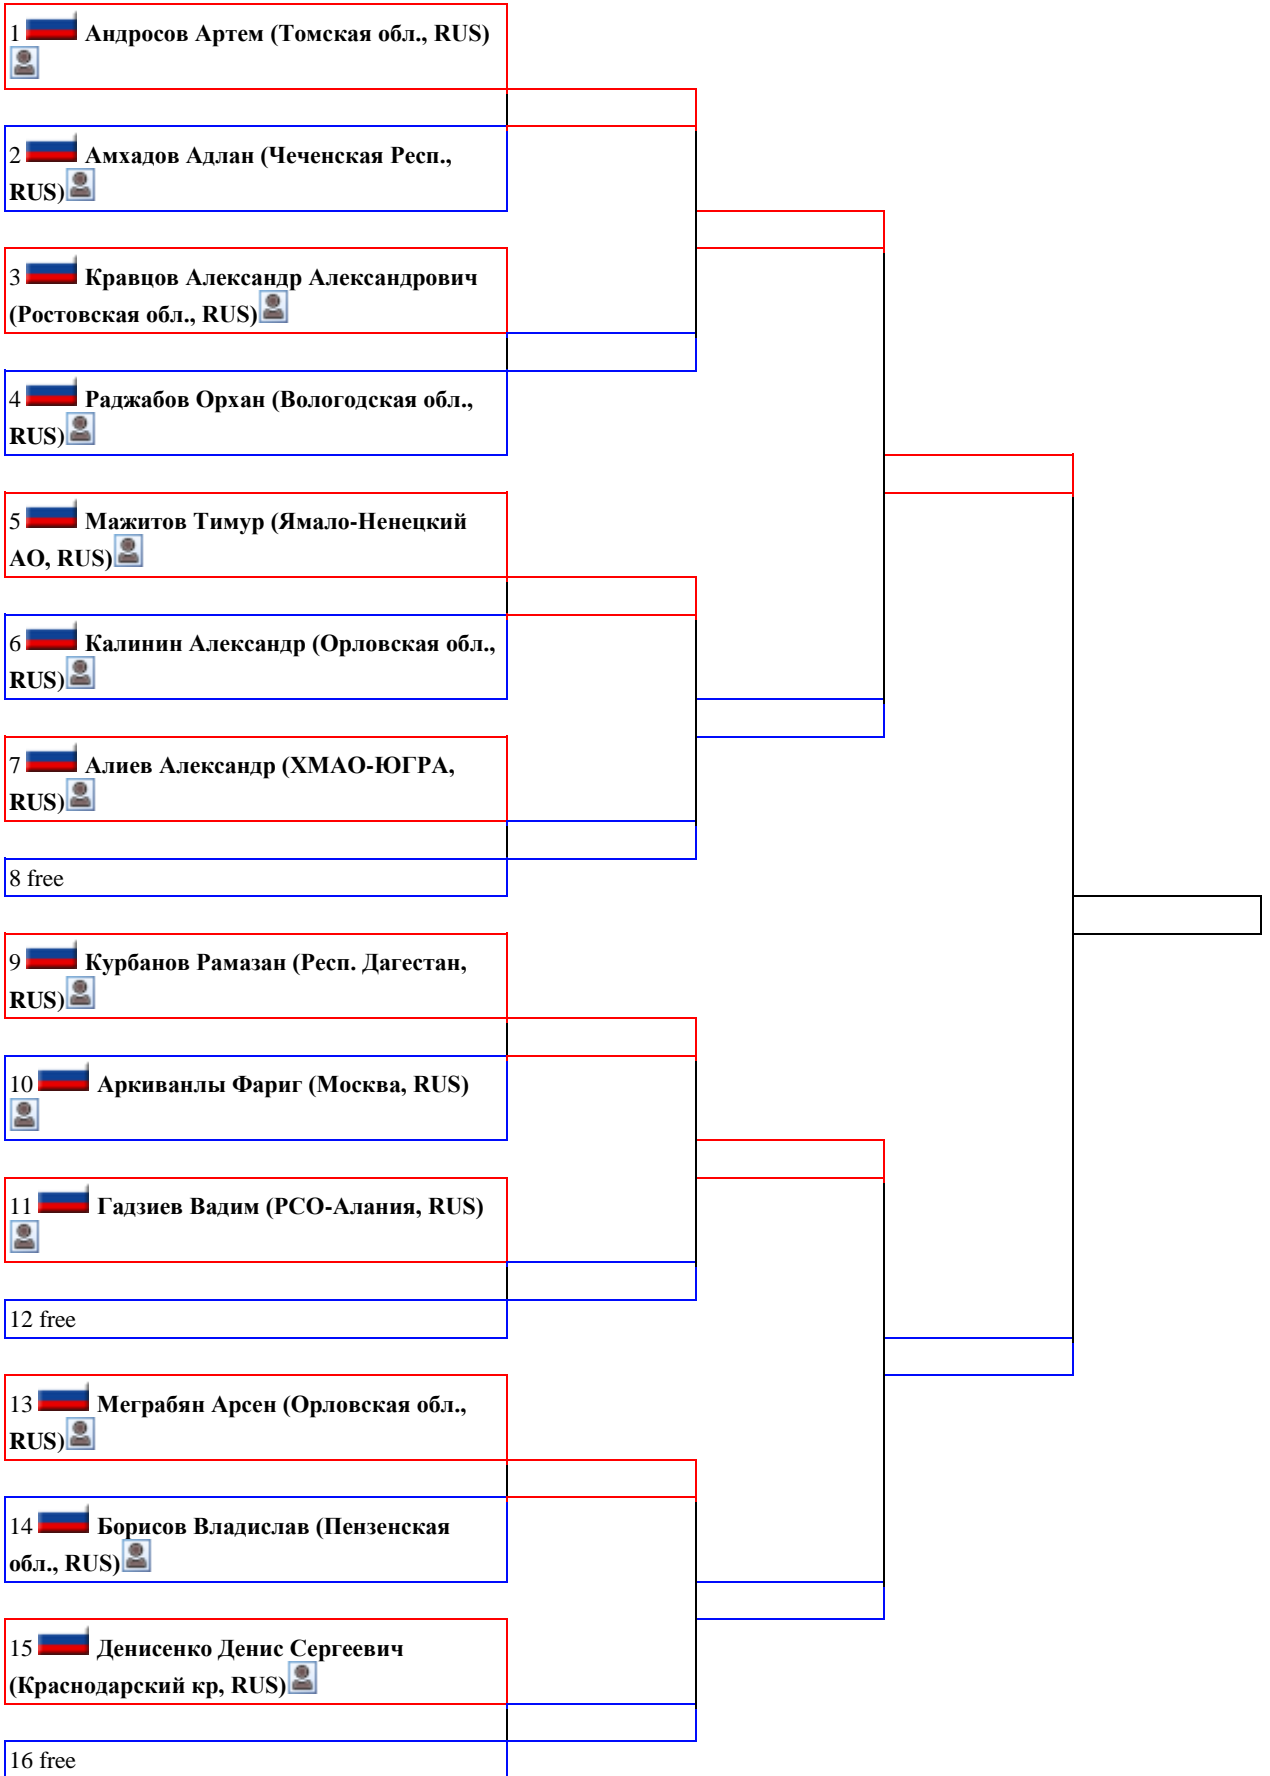 1 Андросов Артем (Томская обл., RUS)
2 Амхадов Адлан (Чеченская Респ.,
RUS)
3 Кравцов Александр Александрович
(Ростовская обл., RUS)
4 Раджабов Орхан (Вологодская обл.,
RUS)
5 Мажитов Тимур (Ямало-Ненецкий
АО, RUS)
6 Калинин Александр (Орловская обл.,
RUS)
7 Алиев Александр (ХМАО-ЮГРА,
RUS)
8 free
9 Курбанов Рамазан (Респ. Дагестан,
RUS)
10 Аркиванлы Фариг (Москва, RUS)
11 Гадзиев Вадим (РСО-Алания, RUS)
12 free
13 Меграбян Арсен (Орловская обл.,
RUS)
14 Борисов Владислав (Пензенская
обл., RUS)
15 Денисенко Денис Сергеевич
(Краснодарский кр, RUS)
16 free